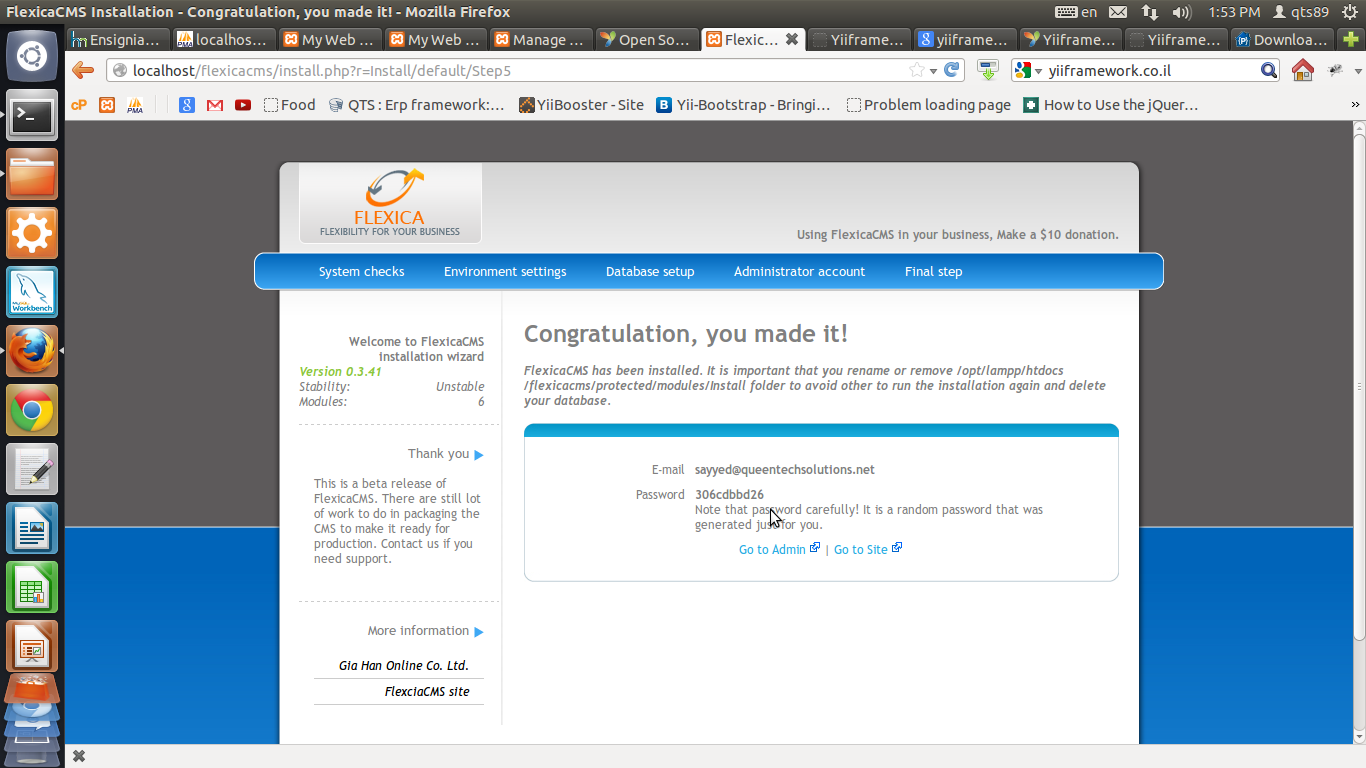 FlexicaCMS Installation - Congratulation, you made it! - Mozilla Firefox
en
1:53 PM
qts89
Ensignia...
localhos...
My Web ...
My Web ...
Manage ...
Open So...
Flexic...
Yiiframe...
yiiframe...
Yiiframe...
Yiiframe...
Downloa...
localhost/flexicacms/install.php?r=Install/default/Step5
yiiframework.co.il
cP
PMA
Food
QTS : Erp framework:...
YiiBooster - Site
B
Yii-Bootstrap - Bringi...
Problem loading page
How to Use the jQuer...
»
FLEXICA
FLEXIBILITY FOR YOUR BUSINESS
Using FlexicaCMS in your business, Make a $10 donation.
System checks
Environment settings
Database setup
Administrator account
Final step
Welcome to FlexicaCMS
installation wizard
Version 0.3.41
Stability: Unstable
Modules: 6
Thank you
This is a beta release of
FlexicaCMS. There are still lot
of work to do in packaging the
CMS to make it ready for
production. Contact us if you
need support.
More information
Gia Han Online Co. Ltd.
FlexciaCMS site
Congratulation, you made it!
FlexicaCMS has been installed. It is important that you rename or remove /opt/lampp/htdocs
/flexicacms/protected/modules/Install folder to avoid other to run the installation again and delete
your database.
E-mail sayyed@queentechsolutions.net
Password 306cdbbd26
Note that password carefully! It is a random password that was
generated just for you.
Go to Admin | Go to Site
Workbench